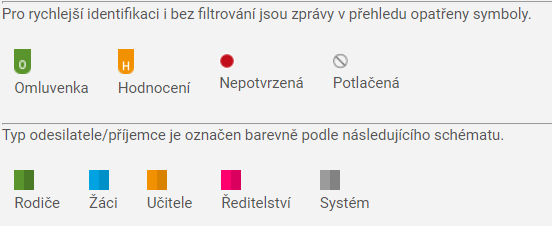 Pro rychlejší identifikaci i bez filtrování jsou zprávy v přehledu opatřeny symboly.
O H
Omluvenka Hodnocení Nepotvrzená Potlačená
Typ odesilatele/příjemce je označen barevně podle následujícího schématu.
Rodiče Žáci Učitele Ředitelství Systém